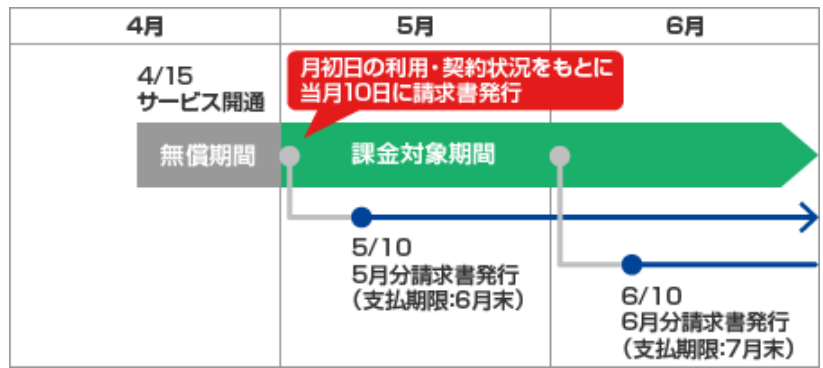 4月
5月
6月
4/15
サービス開通
月初日の利用・契約状況をもとに
当月10日に請求書発行
無償期間
課金対象期間
5/10
5月分請求書発行
(支払期限:6月末)
6/10
6月分請求書発行
(支払期限:7月末)